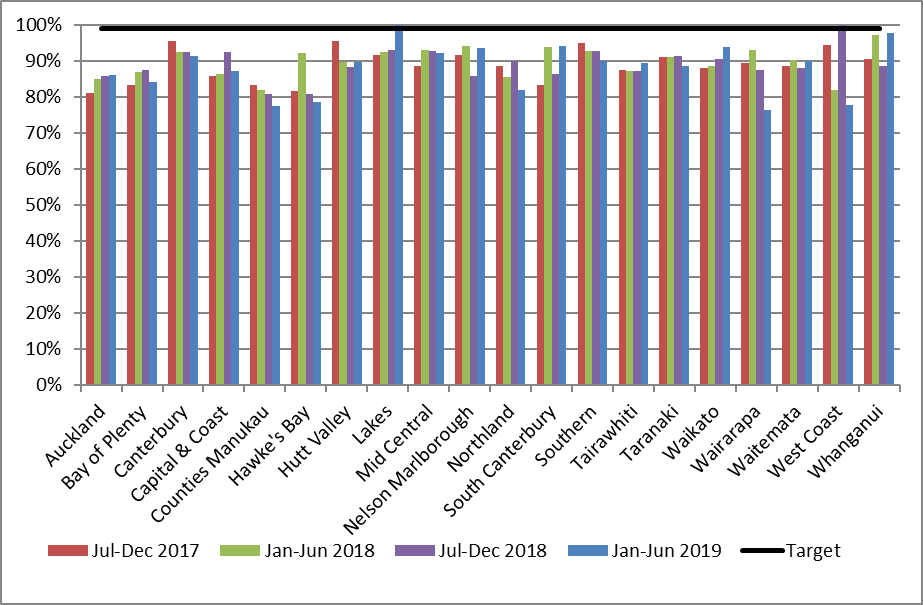 100%
90%
80%
70%
60%
50%
40%
30%
20%
10%
0%
Auckland
Bay of Plenty
Canterbury
Capital & Coast
Counties Manukau
Hawke's Bay
Hutt Valley
Lakes
Mid Central
Nelson Marlborough
Northland
South Canterbury
Southern
Tairawhiti
Taranaki
Waikato
Wairarapa
Waitemata
West Coast
Whanganui
Jul-Dec 2017 Jan-Jun 2018 Jul-Dec 2018 Jan-Jun 2019 Target